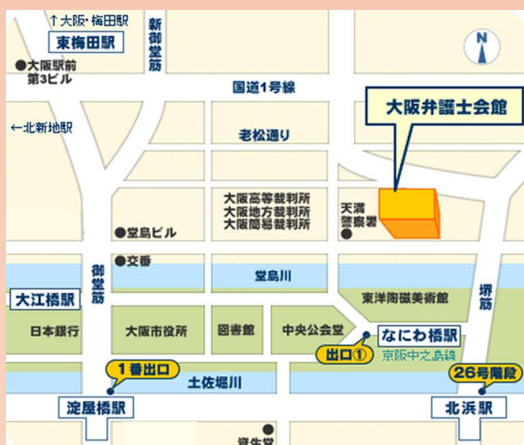 ↑大阪・梅田駅
東梅田駅
新御堂筋
N
●大阪駅前
第3ビル
国道1号線
大阪弁護士会館
←北新地駅
老松通り
大阪高等裁判所
大阪地方裁判所
大阪簡易裁判所
天満
警察署
●堂島ビル
●交番
御堂筋
堂島川
堺筋
大江橋駅
東洋陶磁美術館
日本銀行
大阪市役所
図書館
中央公会堂
なにわ橋駅
出口①
京阪中之島線
1番出口
土佐堀川
26号階段
淀屋橋駅
北浜駅
資生堂